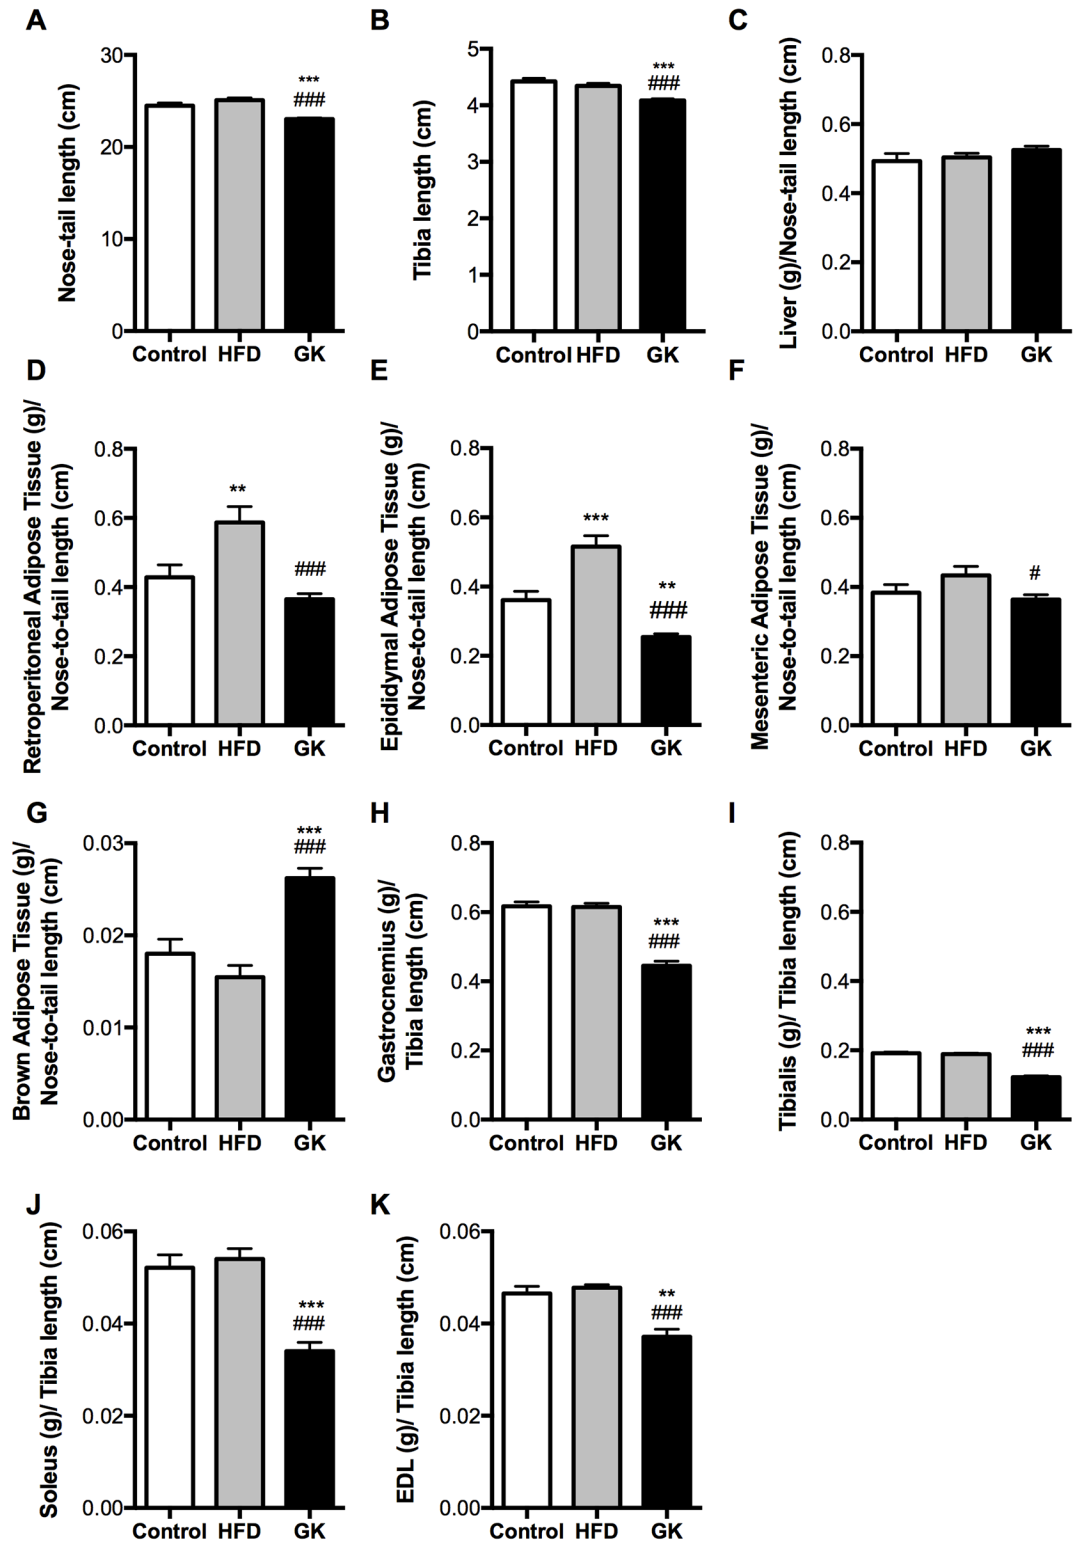 A
Nose-tail length (cm)
30
20
10
0
***
###
Control HFD GK
B
Tibia length (cm)
5
4
3
2
1
0
***
###
Control HFD GK
C
Liver (g)/Nose-tail length (cm)
0.8
0.6
0.4
0.2
0.0
Control HFD GK
D
Retroperitoneal Adipose Tissue (g)/
Nose-to-tail length (cm)
0.8
0.6
0.4
0.2
0.0
**
###
Control HFD GK
E
Epididymal Adipose Tissue (g)/
Nose-to-tail length (cm)
0.8
0.6
0.4
0.2
0.0
***
**
###
Control HFD GK
F
Mesenteric Adipose Tissue (g)/
Nose-to-tail length (cm)
0.8
0.6
0.4
0.2
0.0
#
Control HFD GK
G
Brown Adipose Tissue (g)/
Nose-to-tail length (cm)
0.03
0.02
0.01
0.00
***
###
Control HFD GK
H
Gastrocnemius (g)/
Tibia length (cm)
0.8
0.6
0.4
0.2
0.0
***
###
Control HFD GK
I
Tibialis (g)/ Tibia length (cm)
0.8
0.6
0.4
0.2
0.0
***
###
Control HFD GK
J
Soleus (g)/ Tibia length (cm)
0.06
0.04
0.02
0.00
***
###
Control HFD GK
K
EDL (g)/ Tibia length (cm)
0.06
0.04
0.02
0.00
**
###
Control HFD GK